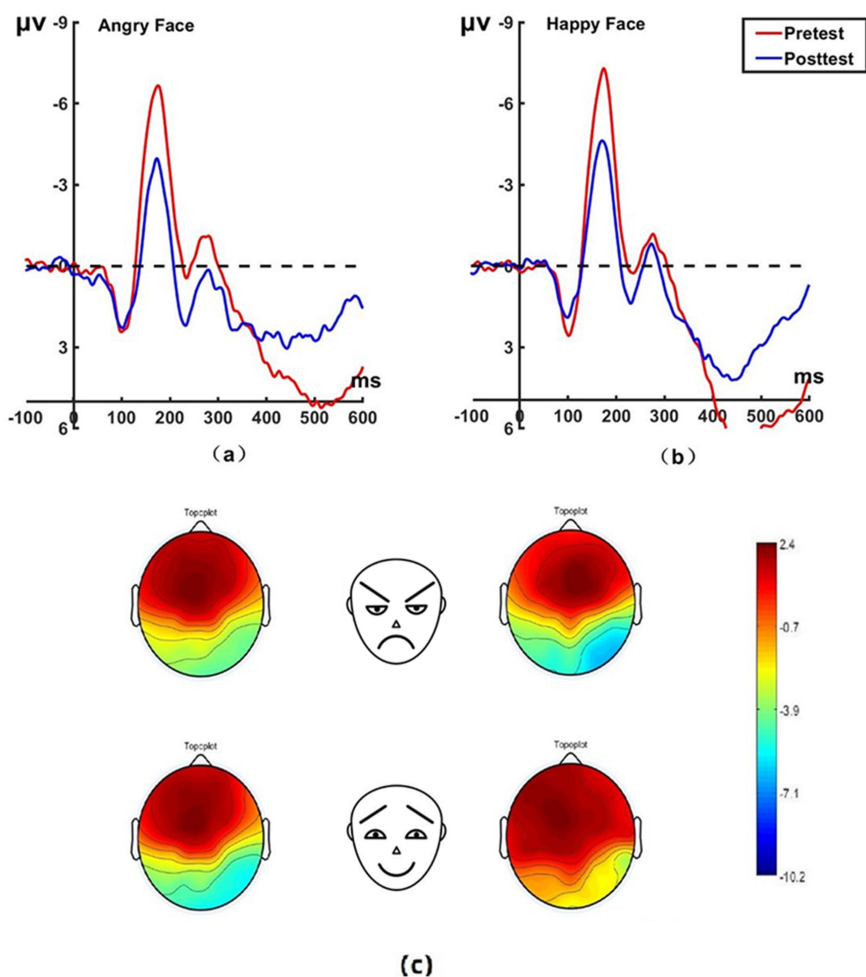 μv
-9
Angry Face
-6
-3
0
3
6
ms
-100 0 100 200 300 400 500 600
(a)
μv
-9
Happy Face
-6
-3
0
3
6
ms
-100 0 100 200 300 400 500 600
(b)
Pretest
Posttest
Topoplot
Topoplot
Topoplot
Topoplot
2.4
-0.7
-3.9
-7.1
-10.2
(c)